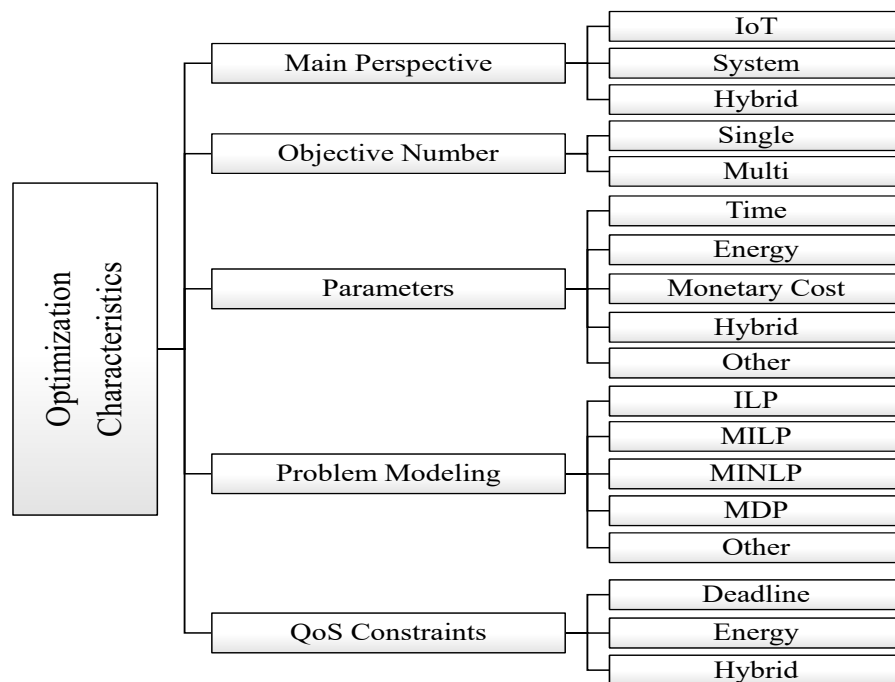 Optimization
Characteristics
Main Perspective
IoT
System
Hybrid
Objective Number
Single
Multi
Parameters
Time
Energy
Monetary Cost
Hybrid
Other
Problem Modeling
ILP
MILP
MINLP
MDP
Other
QoS Constraints
Deadline
Energy
Hybrid